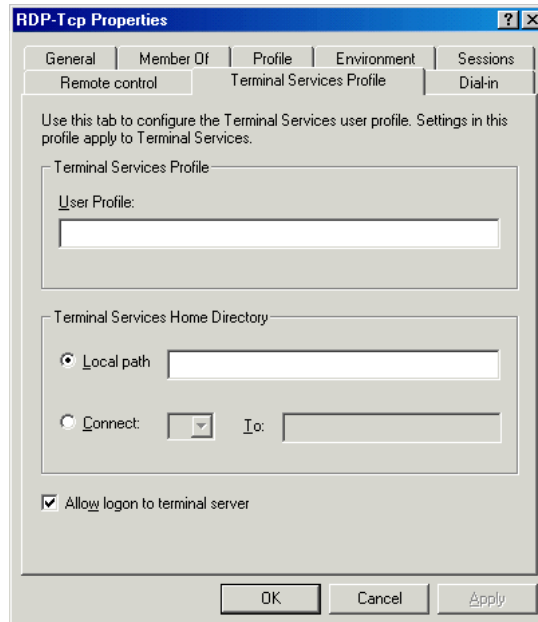 RDP-Tcp Properties
General Member Of Profile Environment Sessions
Remote control Terminal Services Profile Dial-in
Use this tab to configure the Terminal Services user profile. Settings in this
profile apply to Terminal Services.
Terminal Services Profile
User Profile:
Terminal Services Home Directory
Local path
Connect: To:
Allow logon to terminal server
OK Cancel Apply